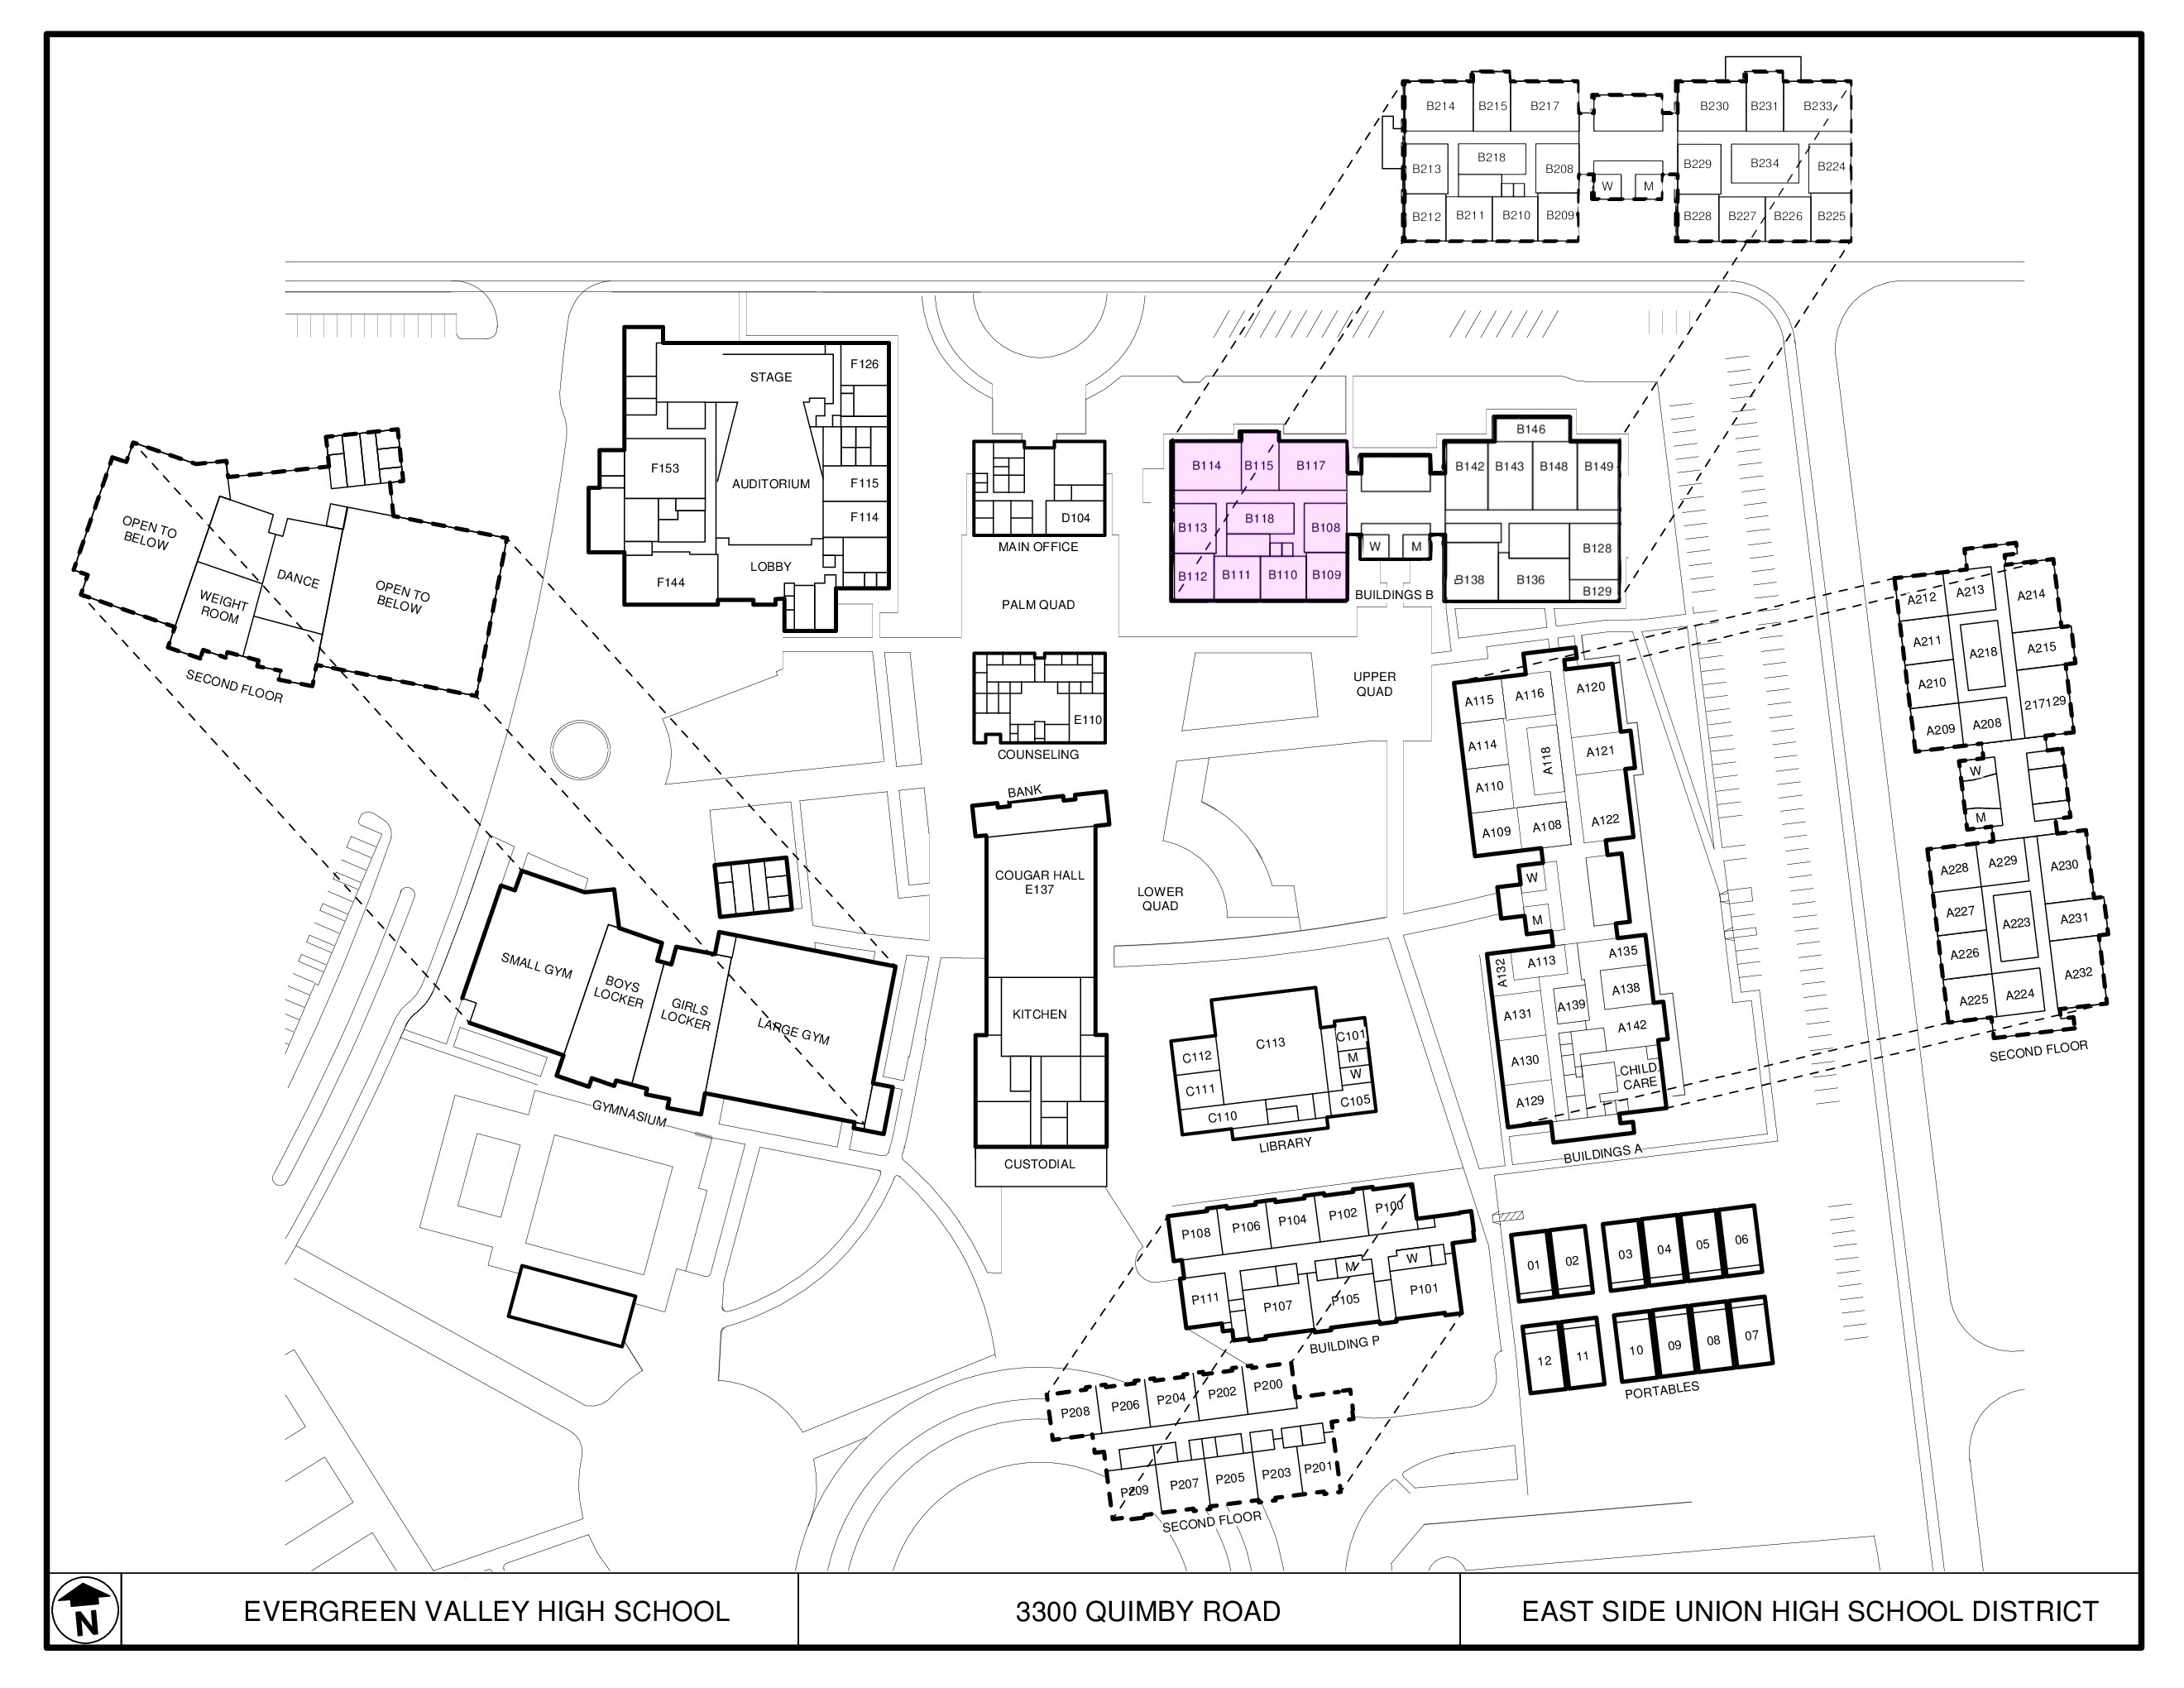 B214 B215 B217 B230 B231 B233
B213 B218 B208 B229 B234 B224
W M
B212 B211 B210 B209 B228 B227 B226 B225
STAGE F126
F153 AUDITORIUM F115
F114
F144 LOBBY
D104
MAIN OFFICE
PALM QUAD
B114 B115 B117
B113 B118 B108
B112 B111 B110 B109
W M
BUILDINGS B
B146
B142 B143 B148 B149
B128
B138 B136
B129
OPEN TO
BELOW
WEIGHT
ROOM
DANCE
OPEN TO
BELOW
SECOND FLOOR
E110
COUNSELING
UPPER
QUAD
BANK
COUGAR HALL
E137
KITCHEN
CUSTODIAL
LOWER
QUAD
A115 A116 A120
A114 A118 A121
A110
A109 A108 A122
W
M
A132 A113 A135
A131 A139 A138
A130 A142
A129 CHILD
CARE
BUILDINGS A
A212 A213 A214
A211 A218 A215
A210
A209 A208 217129
W
M
A228 A229 A230
A227 A223 A231
A226
A225 A224 A232
SECOND FLOOR
SMALL GYM
BOYS
LOCKER
GIRLS
LOCKER
LARGE GYM
GYMNASIUM
C112 C113 C101
M
C111 W
C110 C105
LIBRARY
P108 P106 P104 P102 P100
M W
P111 P107 P105 P101
BUILDING P
P208 P206 P204 P202 P200
P209 P207 P205 P203 P201
SECOND FLOOR
01 02 03 04 05 06
12 11 10 09 08 07
PORTABLES
N
EVERGREEN VALLEY HIGH SCHOOL
3300 QUIMBY ROAD
EAST SIDE UNION HIGH SCHOOL DISTRICT